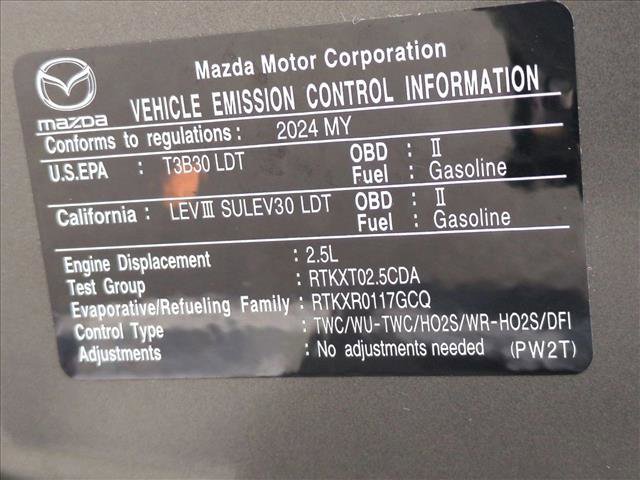 Mazda Motor Corporation
mazda
VEHICLE EMISSION CONTROL INFORMATION
Conforms to regulations : 2024 MY
U.S.EPA : T3B30 LDT OBD : II
Fuel : Gasoline
California : LEVIII SULEV30 LDT OBD : II
Fuel : Gasoline
Engine Displacement : 2.5L
Test Group : RTKXT02.5CDA
Evaporative/Refueling Family : RTKXR0117GCQ
Control Type : TWC/WU-TWC/HO2S/WR-HO2S/DFI
Adjustments : No adjustments needed (PW2T)